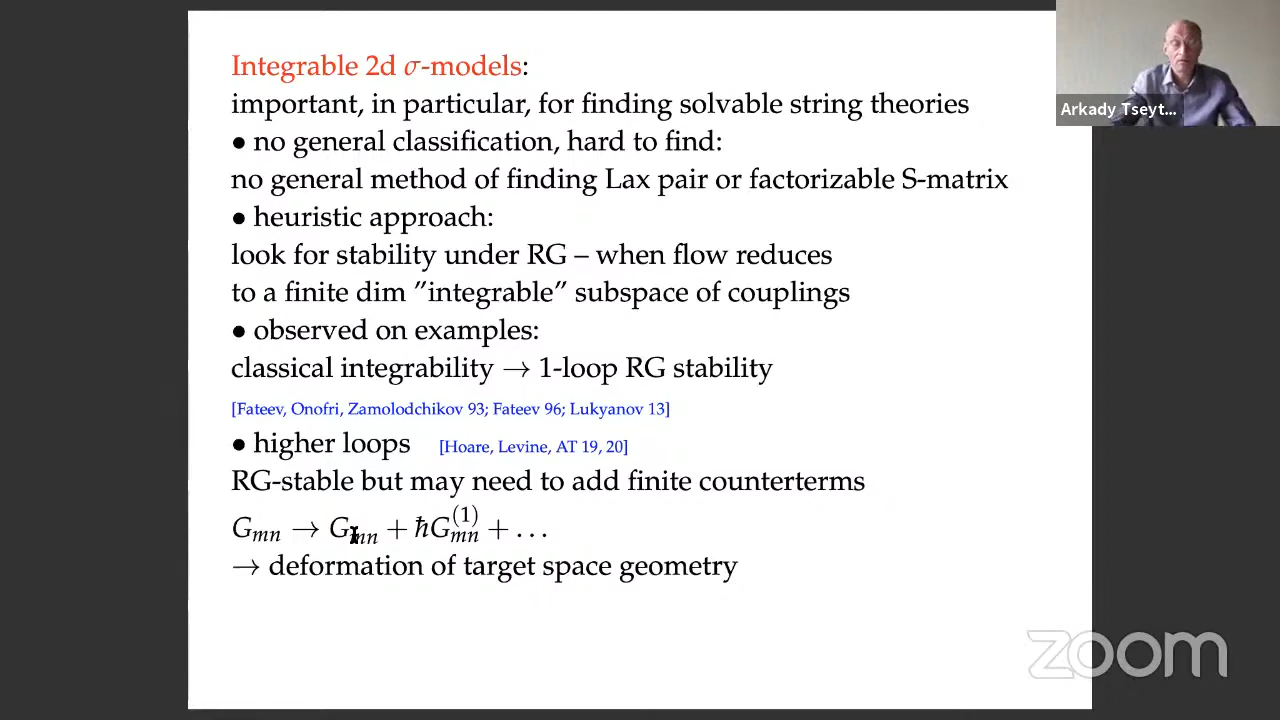 Integrable 2d σ-models:
important, in particular, for finding solvable string theories
• no general classification, hard to find:
no general method of finding Lax pair or factorizable S-matrix
• heuristic approach:
look for stability under RG – when flow reduces
to a finite dim ″integrable″ subspace of couplings
• observed on examples:
classical integrability → 1-loop RG stability
[Fateev, Onofri, Zamolodchikov 93; Fateev 96; Lukyanov 13]
• higher loops [Hoare, Levine, AT 19, 20]
RG-stable but may need to add finite counterterms
Gmn → Gmn + ħG(1)mn + . . .
→ deformation of target space geometry
Arkady Tseyt...
zoom